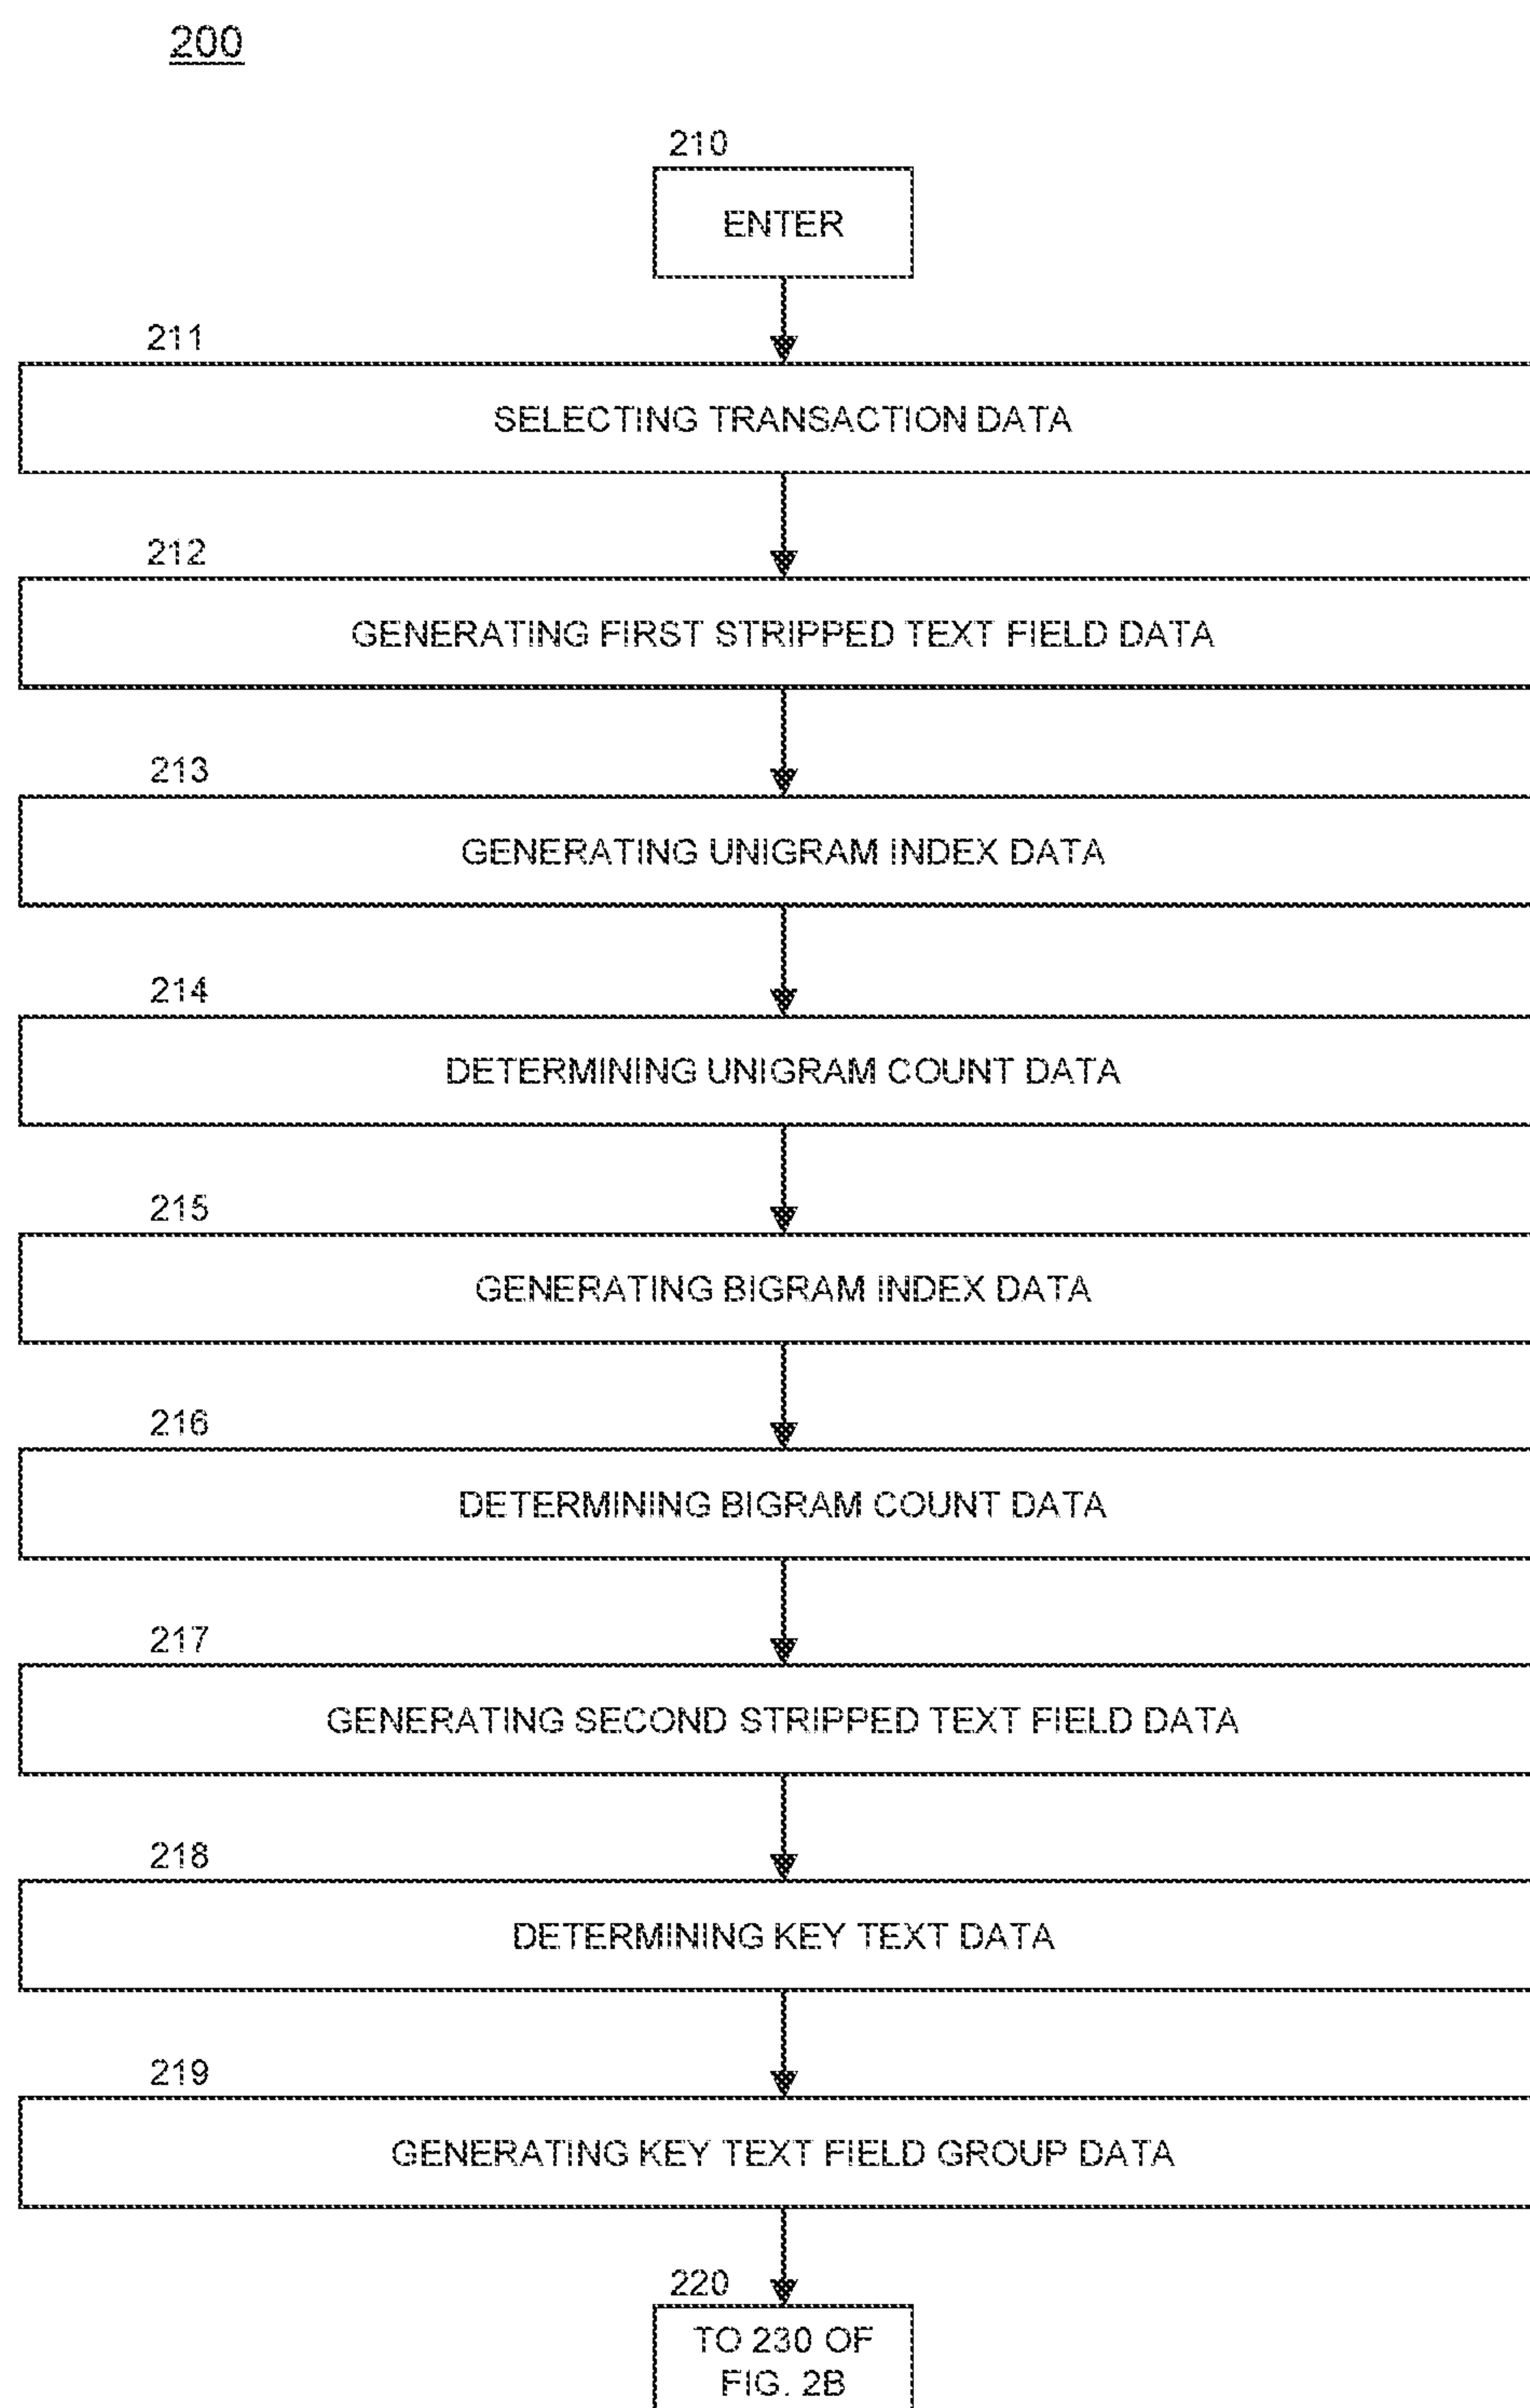 200
210
ENTER
211
SELECTING TRANSACTION DATA
212
GENERATING FIRST STRIPPED TEXT FIELD DATA
213
GENERATING UNIGRAM INDEX DATA
214
DETERMINING UNIGRAM COUNT DATA
215
GENERATING BIGRAM INDEX DATA
216
DETERMINING BIGRAM COUNT DATA
217
GENERATING SECOND STRIPPED TEXT FIELD DATA
218
DETERMINING KEY TEXT DATA
219
GENERATING KEY TEXT FIELD GROUP DATA
220
TO 230 OF
FIG. 2B